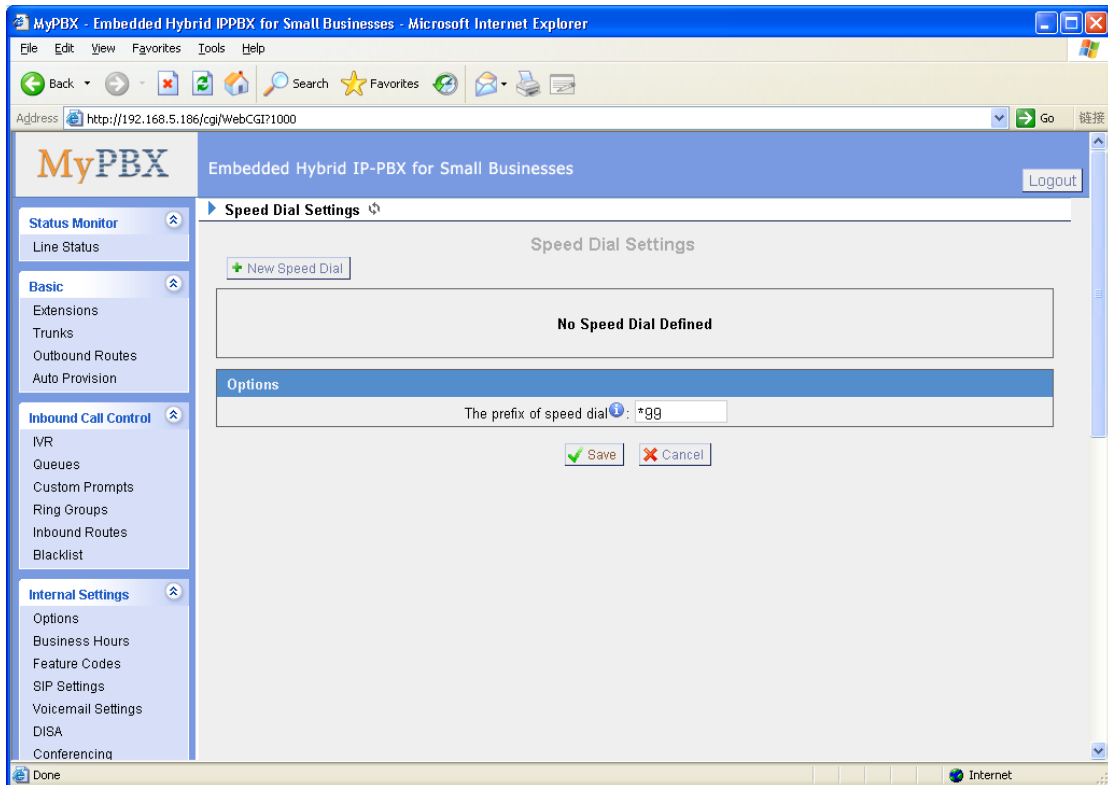 MyPBX - Embedded Hybrid IPPBX for Small Businesses - Microsoft Internet Explorer
File Edit View Favorites Tools Help
Back Search Favorites
Address http://192.168.5.186/cgi/WebCGI?1000 Go 链接
MyPBX
Embedded Hybrid IP-PBX for Small Businesses
Logout
Status Monitor
Line Status
Basic
Extensions
Trunks
Outbound Routes
Auto Provision
Inbound Call Control
IVR
Queues
Custom Prompts
Ring Groups
Inbound Routes
Blacklist
Internal Settings
Options
Business Hours
Feature Codes
SIP Settings
Voicemail Settings
DISA
Conferencing
Speed Dial Settings
Speed Dial Settings
New Speed Dial
No Speed Dial Defined
Options
The prefix of speed dial : *99
Save Cancel
Done Internet